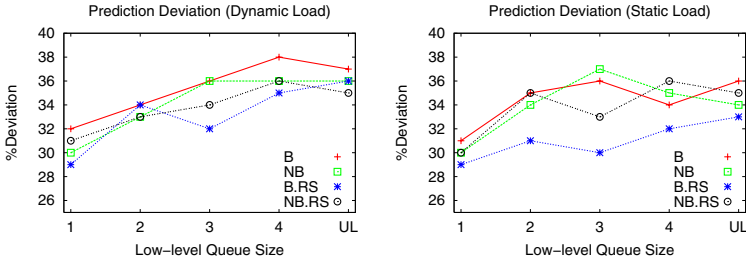 Prediction Deviation (Dynamic Load)
%Deviation
40
38
36
34
32
30
28
26
B
NB
B.RS
NB.RS
1 2 3 4 UL
Low-level Queue Size
Prediction Deviation (Static Load)
%Deviation
40
38
36
34
32
30
28
26
B
NB
B.RS
NB.RS
1 2 3 4 UL
Low-level Queue Size